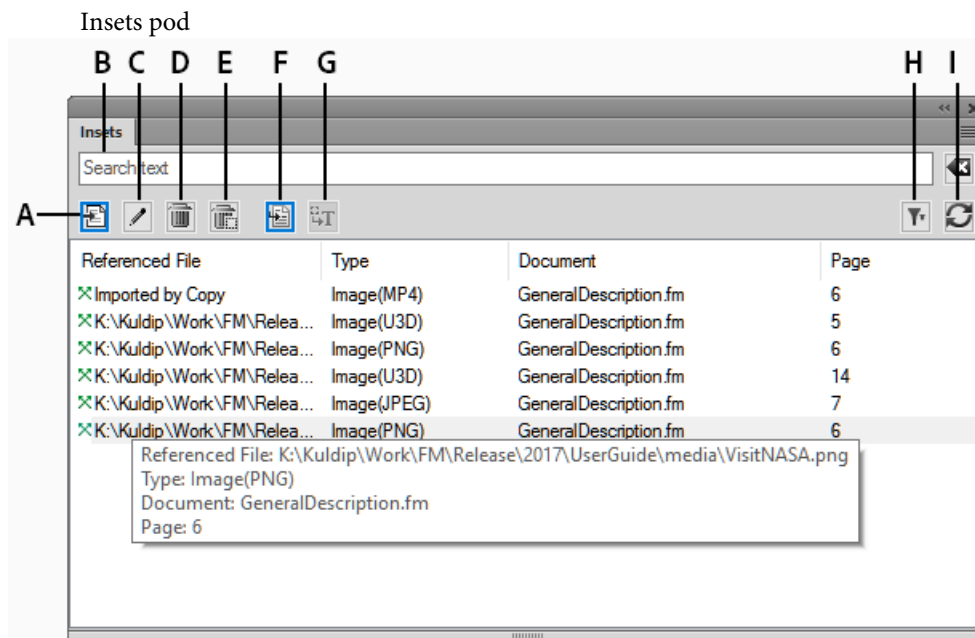 Insets pod
B C D E F G H I
Insets
Search text
A
T
Referenced File Type Document Page
Imported by Copy Image(MP4) GeneralDescription.fm 6
K:\Kuldip\Work\FM\Relea... Image(U3D) GeneralDescription.fm 5
K:\Kuldip\Work\FM\Relea... Image(PNG) GeneralDescription.fm 6
K:\Kuldip\Work\FM\Relea... Image(U3D) GeneralDescription.fm 14
K:\Kuldip\Work\FM\Relea... Image(JPEG) GeneralDescription.fm 7
K:\Kuldip\Work\FM\Relea... Image(PNG) GeneralDescription.fm 6
Referenced File: K:\Kuldip\Work\FM\Release\2017\UserGuide\media\VisitNASA.png
Type: Image(PNG)
Document: GeneralDescription.fm
Page: 6